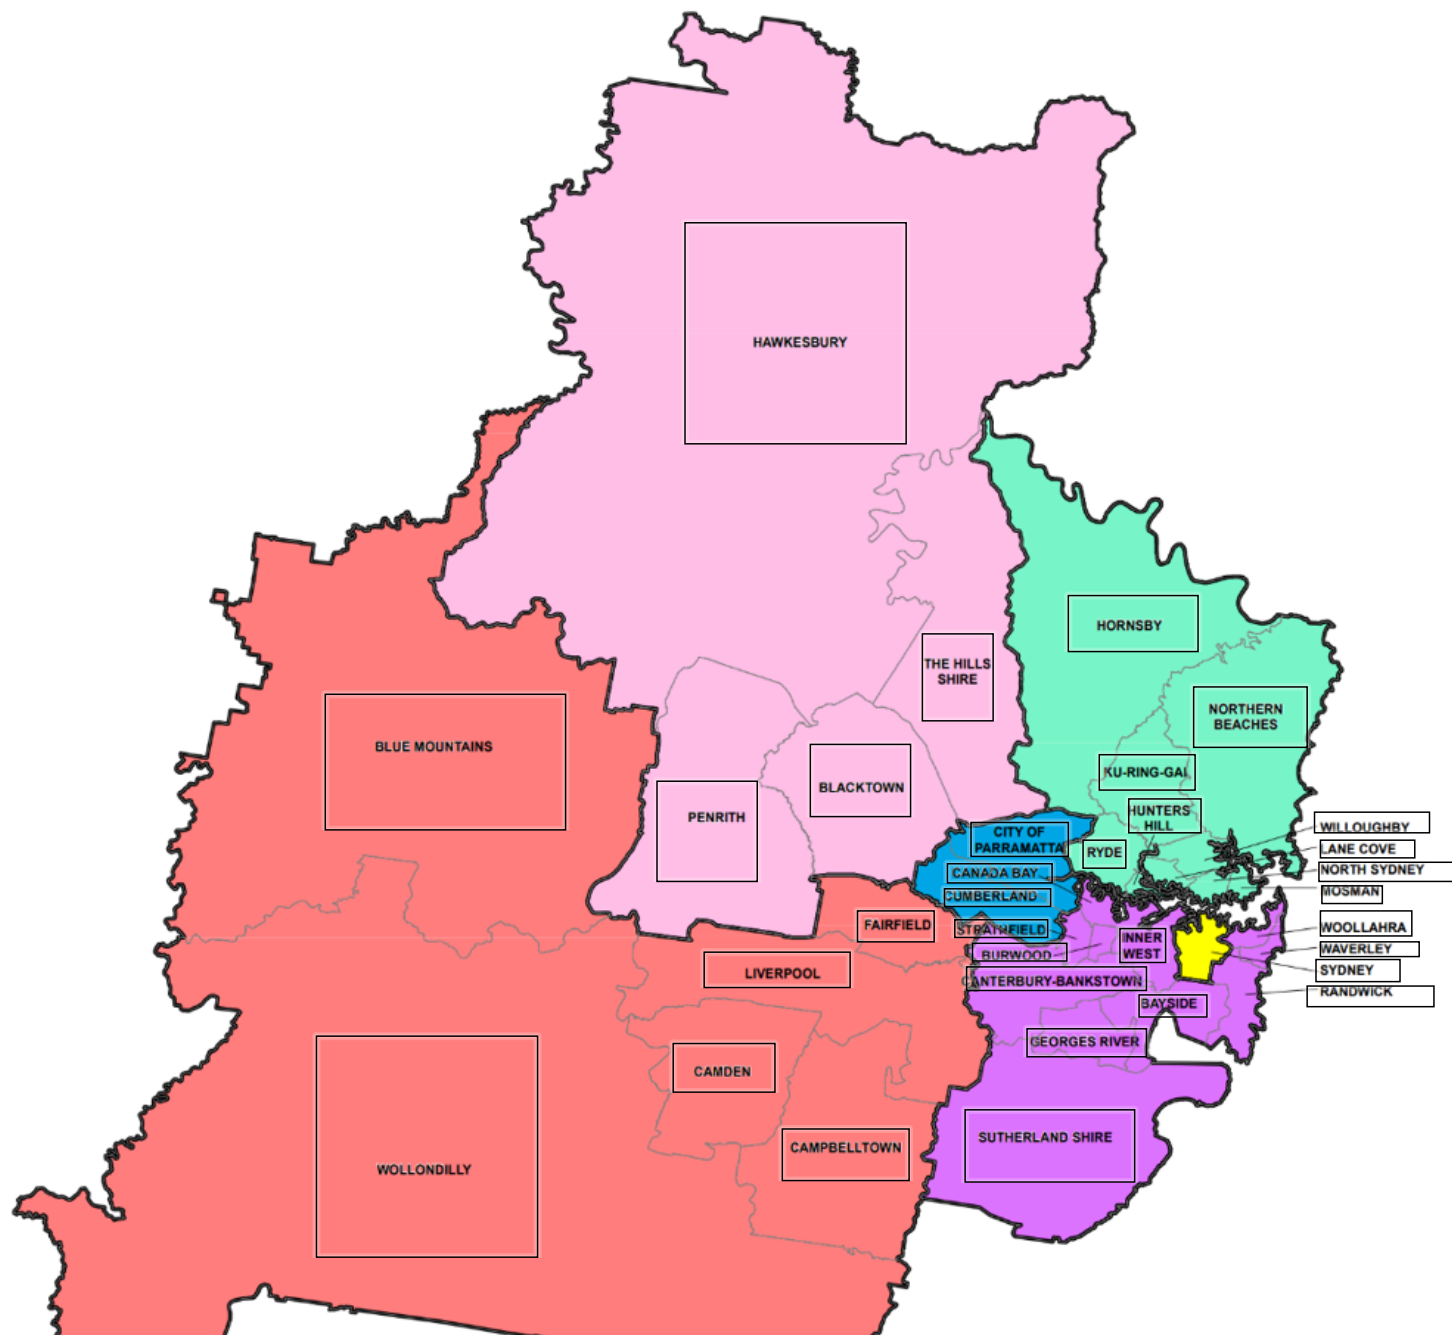 HAWKESBURY
HORNSBY
THE HILLS
SHIRE
NORTHERN
BEACHES
BLUE MOUNTAINS
KU-RING-GAI
BLACKTOWN
PENRITH
HUNTERS
HILL
WILLOUGHBY
CITY OF
PARRAMATTA
RYDE
LANE COVE
CANADA BAY
NORTH SYDNEY
CUMBERLAND
MOSMAN
FAIRFIELD
STRATHFIELD
WOOLLAHRA
INNER
WEST
BURWOOD
WAVERLEY
LIVERPOOL
SYDNEY
CANTERBURY-BANKSTOWN
RANDWICK
BAYSIDE
GEORGES RIVER
CAMDEN
SUTHERLAND SHIRE
CAMPBELLTOWN
WOLLONDILLY